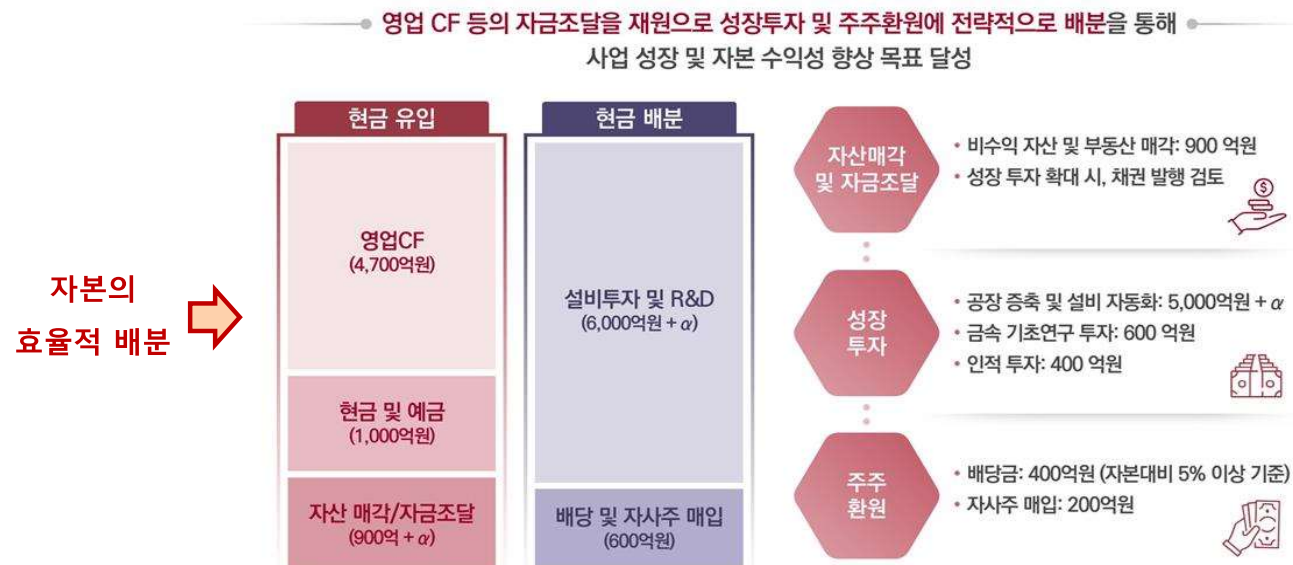 영업 CF 등의 자금조달을 재원으로 성장투자 및 주주환원에 전략적으로 배분을 통해
사업 성장 및 자본 수익성 향상 목표 달성
자본의
효율적 배분
현금 유입
영업CF
(4,700억원)
현금 및 예금
(1,000억원)
자산 매각/자금조달
(900억 + α)
현금 배분
설비투자 및 R&D
(6,000억원 + α)
배당 및 자사주 매입
(600억원)
자산매각
및 자금조달
• 비수익 자산 및 부동산 매각: 900 억원
• 성장 투자 확대 시, 채권 발행 검토
성장
투자
• 공장 증축 및 설비 자동화: 5,000억원 + α
• 금속 기초연구 투자: 600 억원
• 인적 투자: 400 억원
주주
환원
• 배당금: 400억원 (자본대비 5% 이상 기준)
• 자사주 매입: 200억원